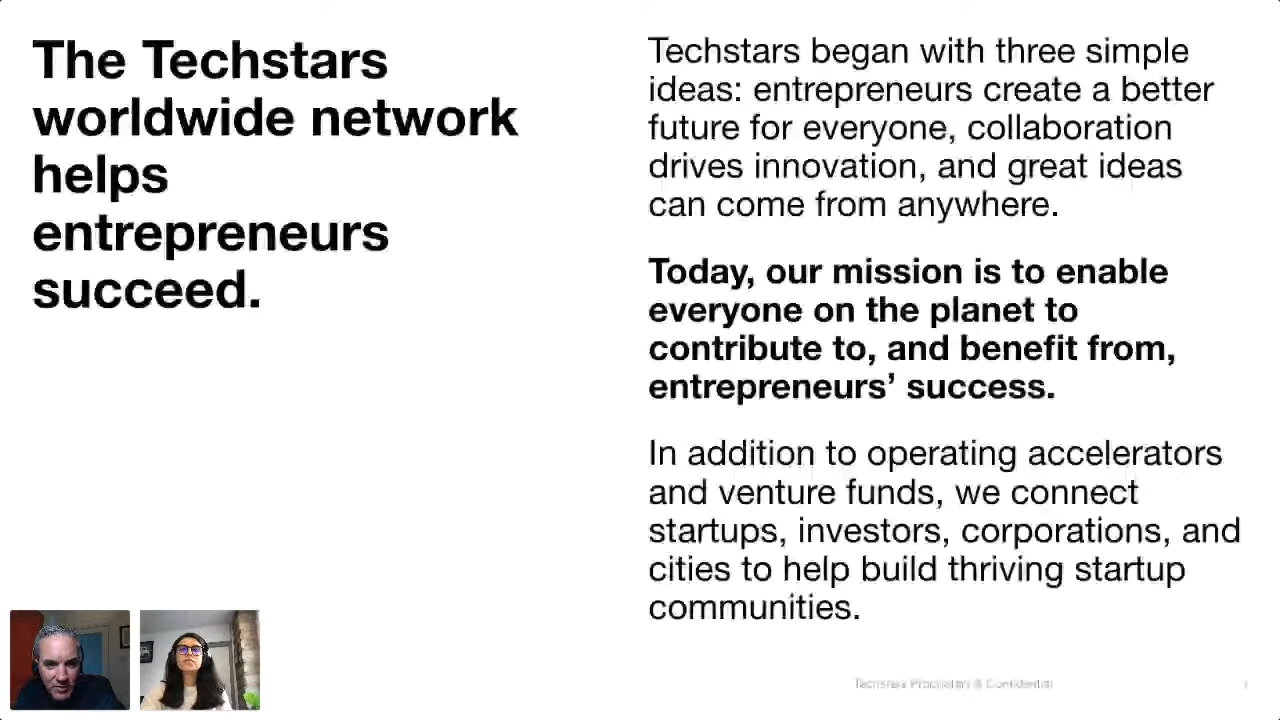 The Techstars
worldwide network
helps
entrepreneurs
succeed.
Techstars began with three simple
ideas: entrepreneurs create a better
future for everyone, collaboration
drives innovation, and great ideas
can come from anywhere.
Today, our mission is to enable
everyone on the planet to
contribute to, and benefit from,
entrepreneurs’ success.
In addition to operating accelerators
and venture funds, we connect
startups, investors, corporations, and
cities to help build thriving startup
communities.
Techstars & Confidential